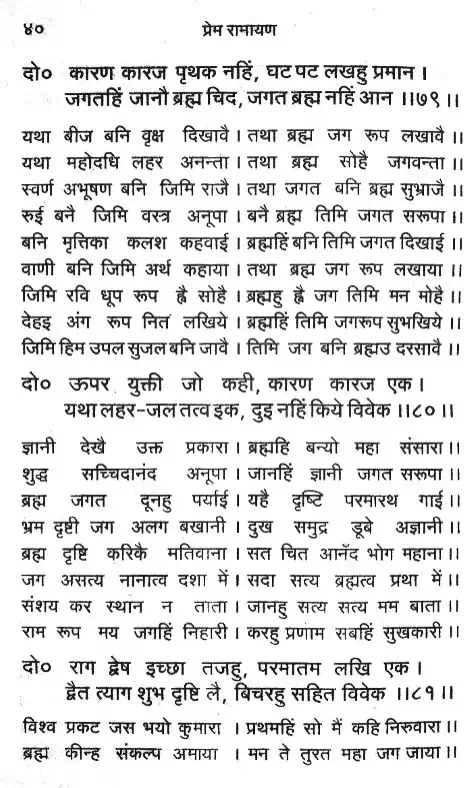 ४० प्रेम रामायण
दो० कारण कारज पृथक नहिं, घट पट लखहु प्रमान ।
जगतहिं जानौ ब्रह्म चिद, जगत ब्रह्म नहिं आन ।।७९।।
यथा बीज बनि वृक्ष दिखावै । तथा ब्रह्म जग रूप लखावै ।।
यथा महोदधि लहर अनन्ता । तथा ब्रह्म सोहै जगवन्ता ।।
स्वर्ण अभूषण बनि जिमि राजै । तथा जगत बनि ब्रह्म सुभ्राजै ।।
रुई बनै जिमि वस्त्र अनूपा । बनै ब्रह्म तिमि जगत सरूपा ।।
बनि मृत्तिका कलश कहवाई । ब्रह्महिं बनि तिमि जगत दिखाई ।।
वाणी बनि जिमि अर्थ कहाया । तथा ब्रह्म जग रूप लखाया ।।
जिमि रवि धूप रूप ह्वै सोहै । ब्रह्महु ह्वै जग तिमि मन मोहै ।।
देहइ अंग रूप नित लखिये । ब्रह्महिं तिमि जगरूप सुभखिये ।।
जिमि हिम उपल सुजल बनि जावै । तिमि जग बनि ब्रह्मउ दरसावै ।।
दो० ऊपर युक्ती जो कही, कारण कारज एक ।
यथा लहर-जल तत्व इक, दुइ नहिं किये विवेक ।।८०।।
ज्ञानी देखै उक्त प्रकारा । ब्रह्महि बन्यो महा संसारा ।।
शुद्ध सच्चिदानंद अनूपा । जानहिं ज्ञानी जगत सरूपा ।।
ब्रह्म जगत दूनहु पर्याई । यहै दृष्टि परमारथ गाई ।।
भ्रम दृष्टी जग अलग बखानी । दुख समुद्र डूबे अज्ञानी ।।
ब्रह्म दृष्टि करिकै मतिवाना । सत चित आनँद भोग महाना ।।
जग असत्य नानात्व दशा में । सदा सत्य ब्रह्मत्व प्रथा में ।।
संशय कर स्थान न ताता । जानहु सत्य सत्य मम बाता ।।
राम रूप मय जगहिं निहारी । करहु प्रणाम सबहिं सुखकारी ।।
दो० राग द्वेष इच्छा तजहु, परमातम लखि एक ।
द्वैत त्याग शुभ दृष्टि लै, बिचरहु सहित विवेक ।।८१।।
विश्व प्रकट जस भयो कुमारा । प्रथमहिं सो मैं कहि निरुवारा ।।
ब्रह्म कीन्ह संकल्प अमाया । मन ते तुरत महा जग जाया ।।